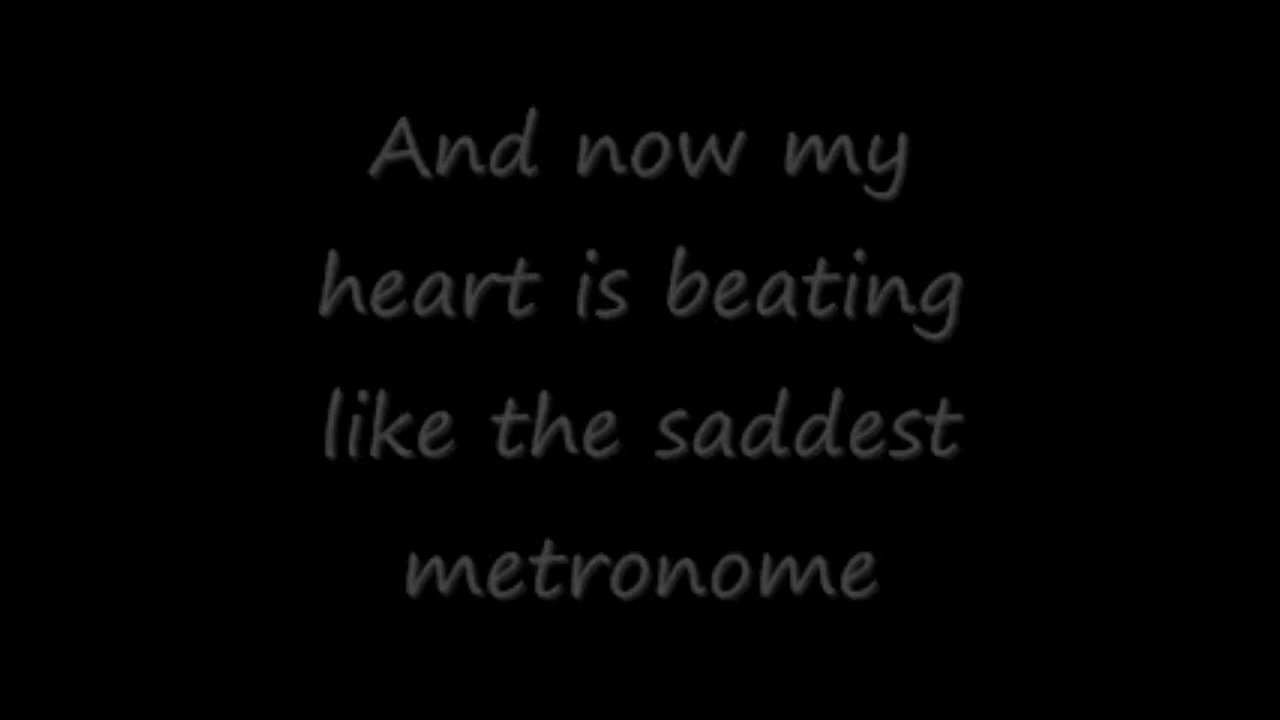 And now my
heart is beating
like the saddest
metronome